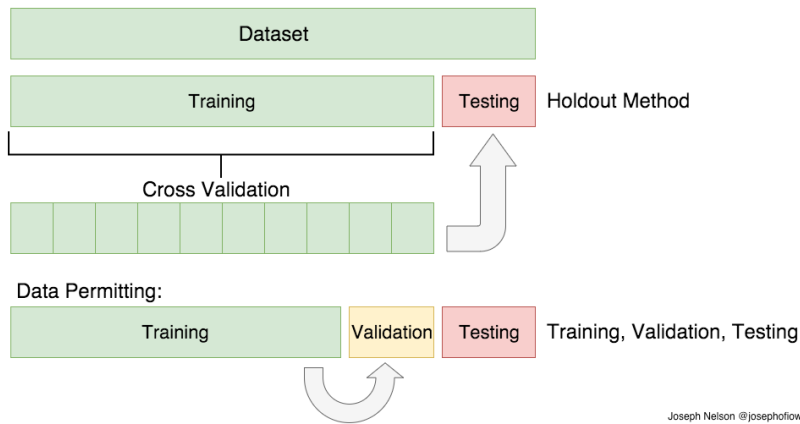 Dataset
Training Testing Holdout Method
Cross Validation
Data Permitting:
Training Validation Testing Training, Validation, Testing
Joseph Nelson